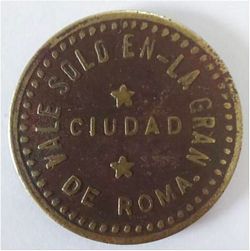 VALE SOLO EN-LA GRAN
CIUDAD
DE ROMA.